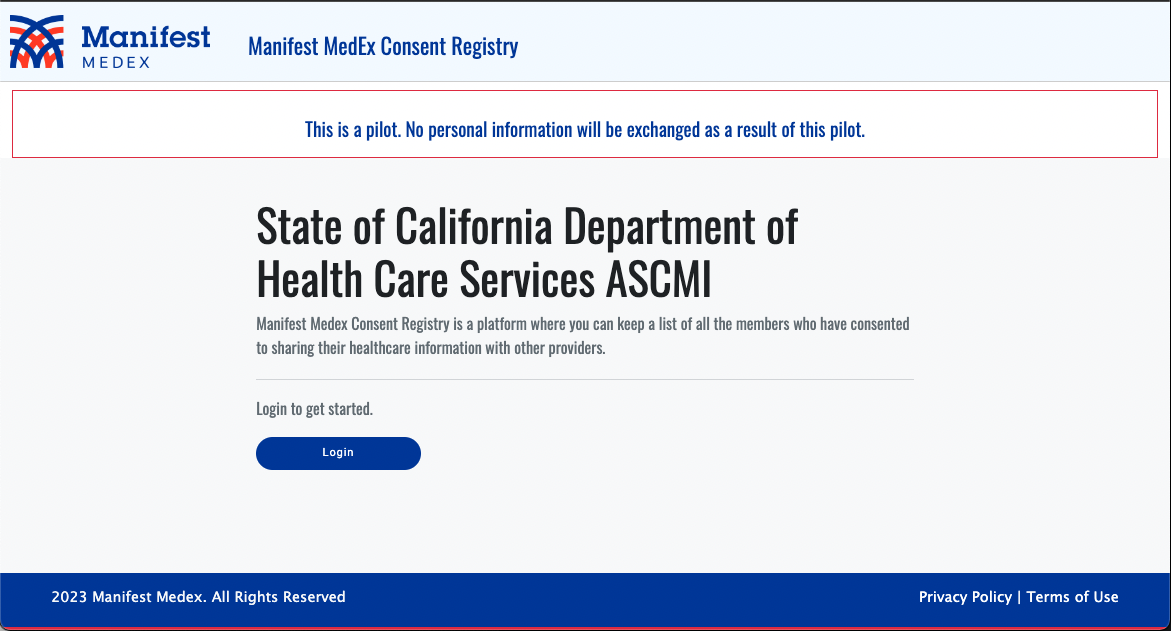 Manifest
MEDEX
Manifest MedEx Consent Registry
This is a pilot. No personal information will be exchanged as a result of this pilot.
State of California Department of
Health Care Services ASCMI
Manifest Medex Consent Registry is a platform where you can keep a list of all the members who have consented
to sharing their healthcare information with other providers.
Login to get started.
Login
2023 Manifest Medex. All Rights Reserved
Privacy Policy | Terms of Use